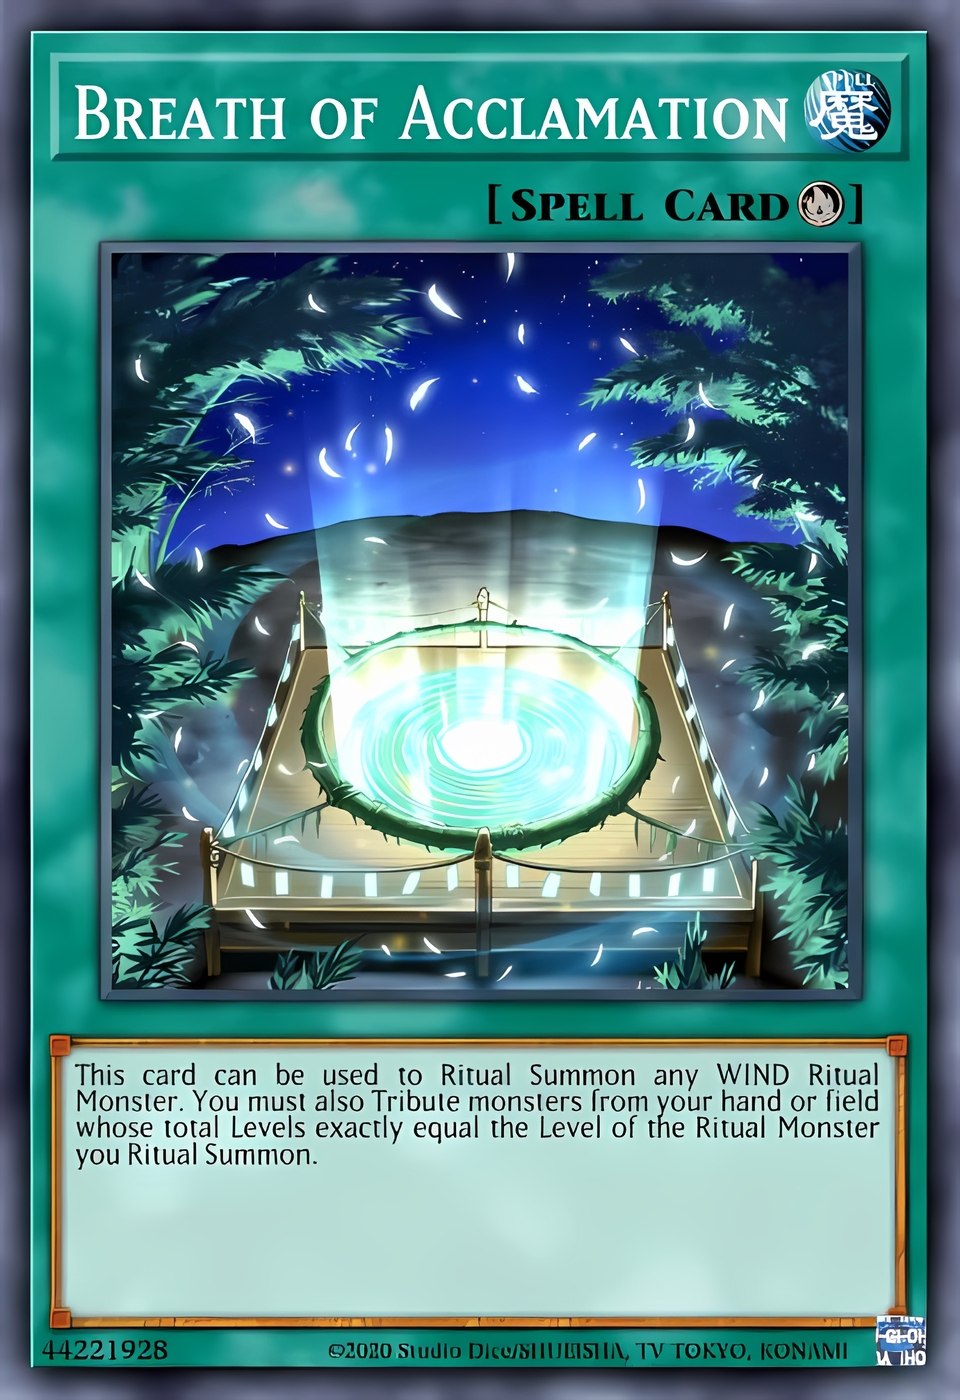 BREATH OF ACCLAMATION 魔
[SPELL CARD]
This card can be used to Ritual Summon any WIND Ritual
Monster. You must also Tribute monsters from your hand or field
whose total Levels exactly equal the Level of the Ritual Monster
you Ritual Summon.
44221928 ©2020 Studio Dice/SHUEISHA, TV TOKYO, KONAMI